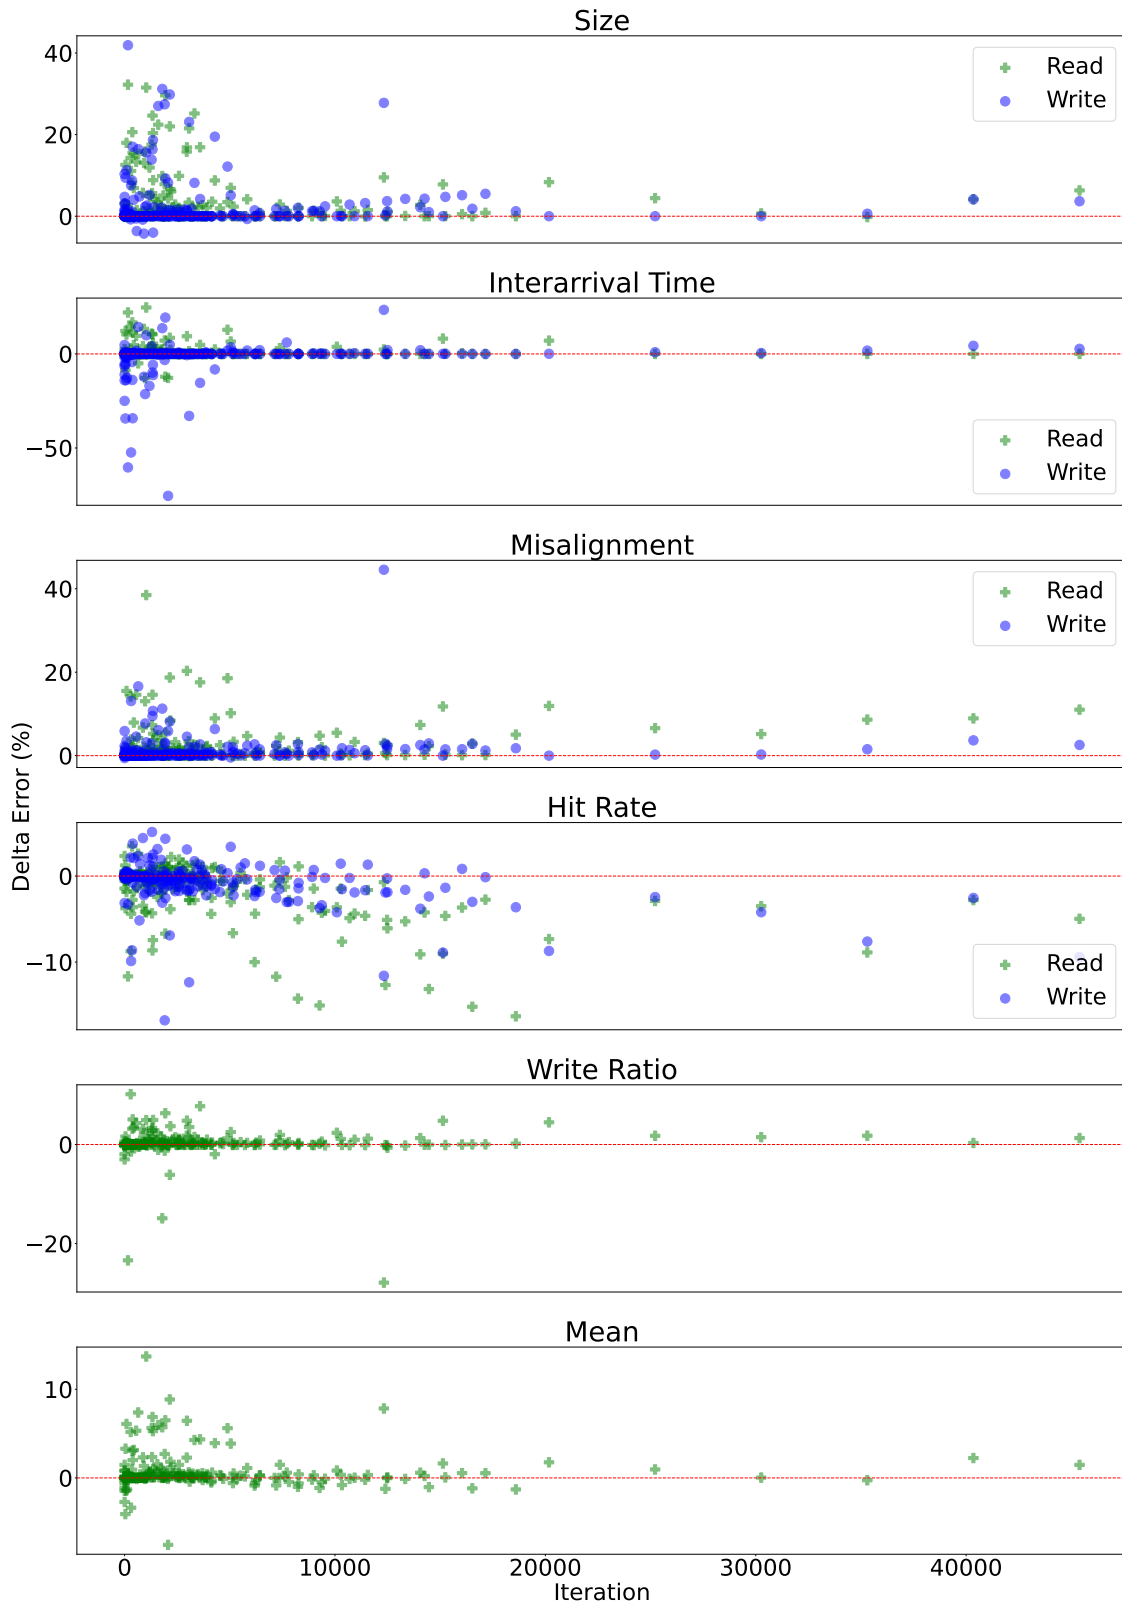 Size
40
20
0
Read
Write
Interarrival Time
0
−50
Read
Write
Misalignment
40
20
0
Read
Write
Delta Error (%)
Hit Rate
0
−10
Read
Write
Write Ratio
0
−20
Mean
10
0
0 10000 20000 30000 40000
Iteration